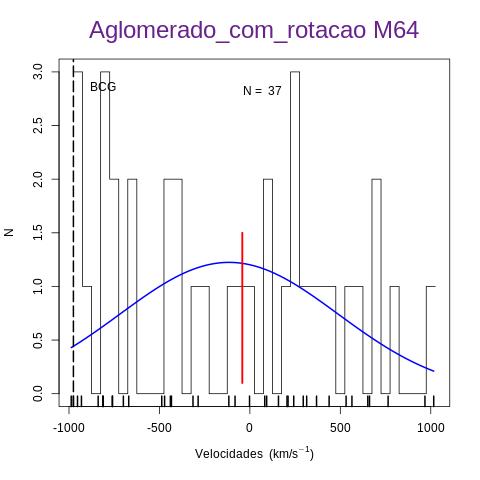 Aglomerado_com_rotacao M64
BCG
N = 37
N
3.0
2.5
2.0
1.5
1.0
0.5
0.0
-1000 -500 0 500 1000
Velocidades (km/s⁻¹)